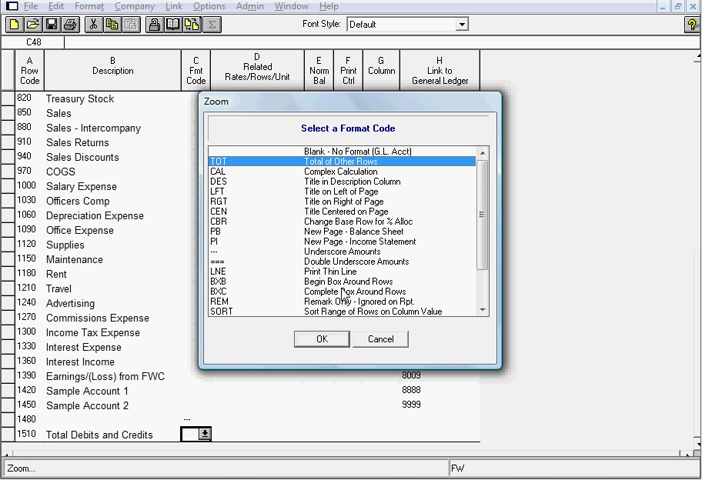 File Edit Format Company Link Options Admin Window Help
Font Style: Default
C48
A B C D E F G H
Row Code Description Fmt Code Related Rates/Rows/Unit Norm Bal Print Ctrl Column Link to General Ledger
820 Treasury Stock
850 Sales
880 Sales - Intercompany
910 Sales Returns
940 Sales Discounts
970 COGS
1000 Salary Expense
1030 Officers Comp
1060 Depreciation Expense
1090 Office Expense
1120 Supplies
1150 Maintenance
1180 Rent
1210 Travel
1240 Advertising
1270 Commissions Expense
1300 Income Tax Expense
1330 Interest Expense
1360 Interest Income
1390 Earnings/(Loss) from FWC 8009
1420 Sample Account 1 8888
1450 Sample Account 2 9999
1480 ---
1510 Total Debits and Credits
Zoom
Select a Format Code
Blank - No Format (G.L. Acct)
TOT Total of Other Rows
CAL Complex Calculation
DES Title in Description Column
LFT Title on Left of Page
RGT Title on Right of Page
CEN Title Centered on Page
CBR Change Base Row for % Alloc
PB New Page - Balance Sheet
PI New Page - Income Statement
--- Underscore Amounts
=== Double Underscore Amounts
LNE Print Thin Line
BXB Begin Box Around Rows
BXC Complete Box Around Rows
REM Remark Only - Ignored on Rpt.
SORT Sort Range of Rows on Column Value
OK Cancel
Zoom... FW